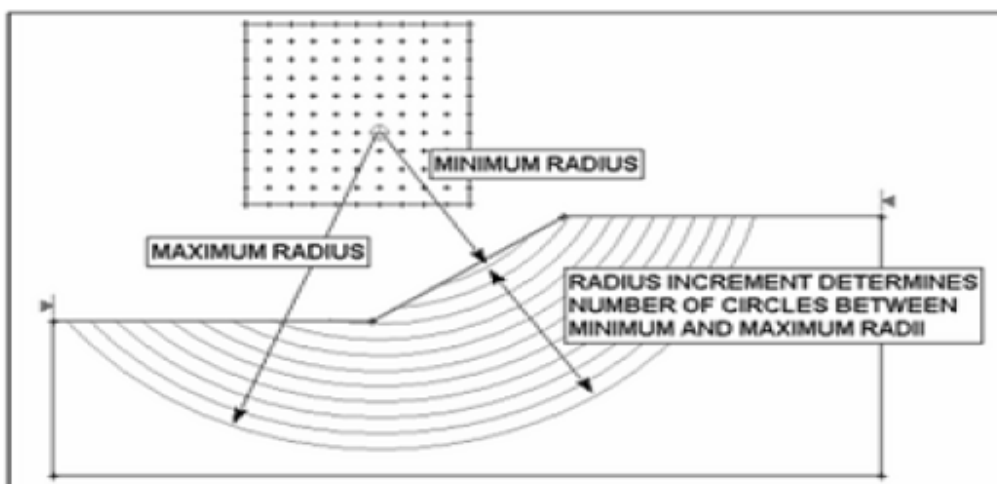 MINIMUM RADIUS
MAXIMUM RADIUS
RADIUS INCREMENT DETERMINES
NUMBER OF CIRCLES BETWEEN
MINIMUM AND MAXIMUM RADII